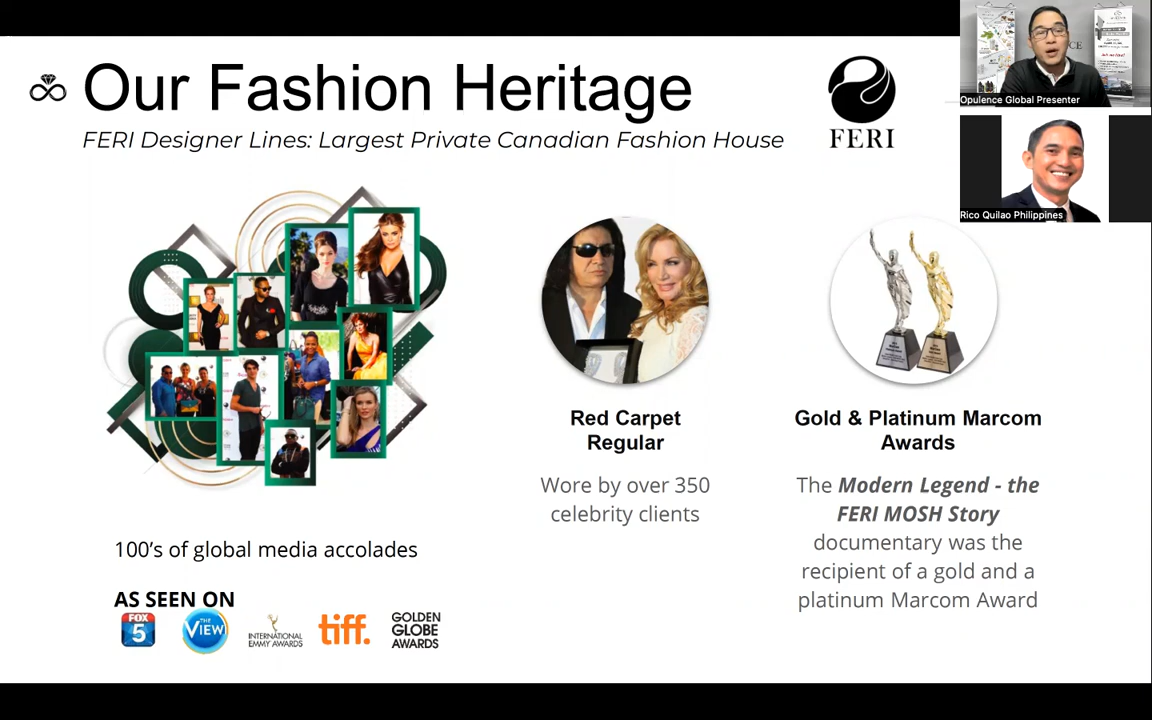 Our Fashion Heritage
FERI Designer Lines: Largest Private Canadian Fashion House
FERI
Opulence Global Presenter
Rico Quilao Philippines
Red Carpet
Regular
Wore by over 350
celebrity clients
Gold & Platinum Marcom
Awards
The Modern Legend - the
FERI MOSH Story
documentary was the
recipient of a gold and a
platinum Marcom Award
100’s of global media accolades
AS SEEN ON
FOX
5
THE
VIEW
INTERNATIONAL
EMMY AWARDS
tiff.
GOLDEN
GLOBE
AWARDS